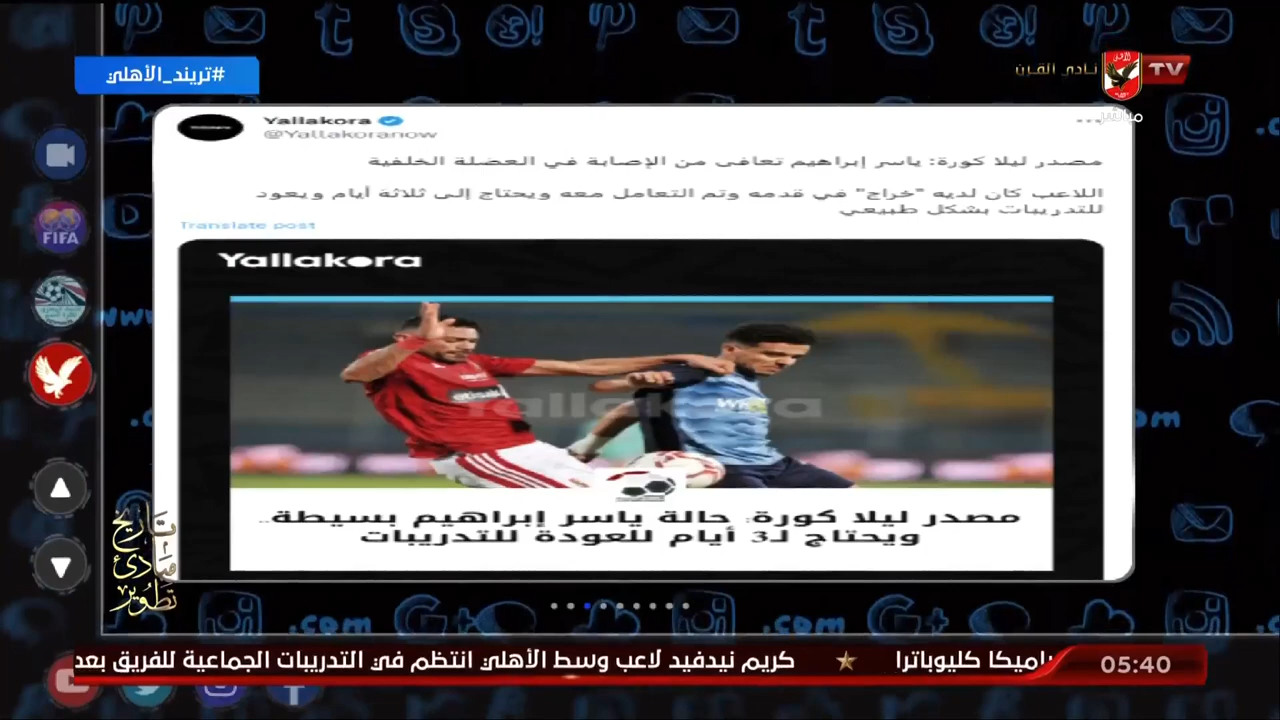 #تريند_الأهلي
نادي القرن
TV
مباشر
Yallakora
@Yallakoranow
مصدر ليلا كورة: ياسر إبراهيم تعافى من الإصابة في العضلة الخلفية
اللاعب كان لديه "خراج" في قدمه وتم التعامل معه ويحتاج إلى ثلاثة أيام ويعود
للتدريبات بشكل طبيعي
Translate post
Yallakora
Yallakora
مصدر ليلا كورة: حالة ياسر إبراهيم بسيطة..
ويحتاج لـ3 أيام للعودة للتدريبات
FIFA
تاريخ
مبادئ
تطوير
راميكا كليوباترا ★ كريم نيدفيد لاعب وسط الأهلي انتظم في التدريبات الجماعية للفريق بعد
05:40